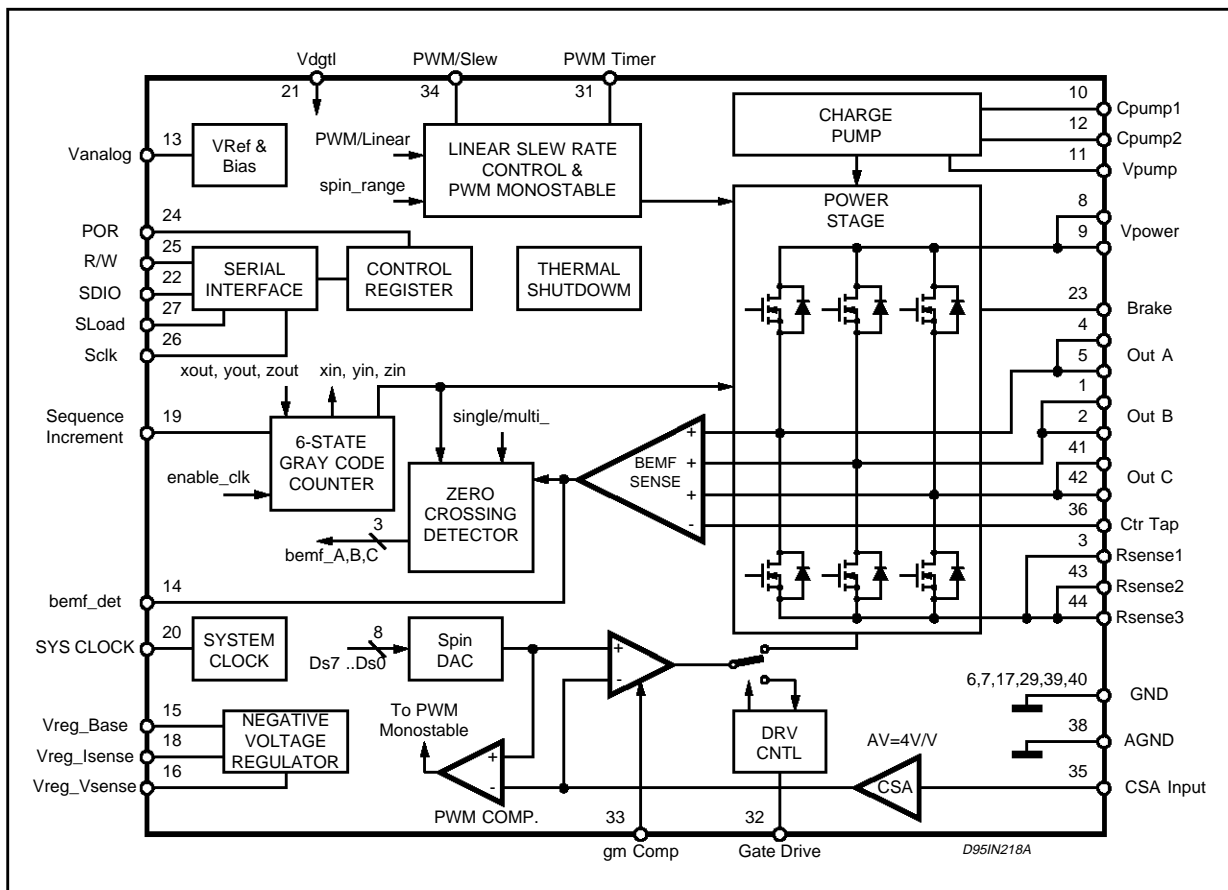 Vdgtl
PWM/Slew
PWM Timer
21
34
31
10
Cpump1
CHARGE
PUMP
12
Cpump2
11
Vpump
13
Vanalog
VRef &
Bias
PWM/Linear
spin_range
LINEAR SLEW RATE
CONTROL &
PWM MONOSTABLE
POWER
STAGE
8
9
Vpower
24
POR
25
R/W
22
SDIO
27
SLoad
26
Sclk
SERIAL
INTERFACE
CONTROL
REGISTER
THERMAL
SHUTDOWM
23
Brake
4
5
Out A
1
2
Out B
41
42
Out C
36
Ctr Tap
3
Rsense1
43
Rsense2
44
Rsense3
xout, yout, zout
xin, yin, zin
Sequence
Increment
19
6-STATE
GRAY CODE
COUNTER
enable_clk
single/multi_
ZERO
CROSSING
DETECTOR
3
bemf_A,B,C
+
+
+
-
BEMF
SENSE
14
bemf_det
20
SYS CLOCK
SYSTEM
CLOCK
8
Ds7 ..Ds0
Spin
DAC
+
-
15
Vreg_Base
18
Vreg_Isense
16
Vreg_Vsense
NEGATIVE
VOLTAGE
REGULATOR
To PWM
Monostable
+
-
PWM COMP.
DRV
CNTL
AV=4V/V
CSA
6,7,17,29,39,40
GND
38
AGND
35
CSA Input
33
gm Comp
32
Gate Drive
D95IN218A